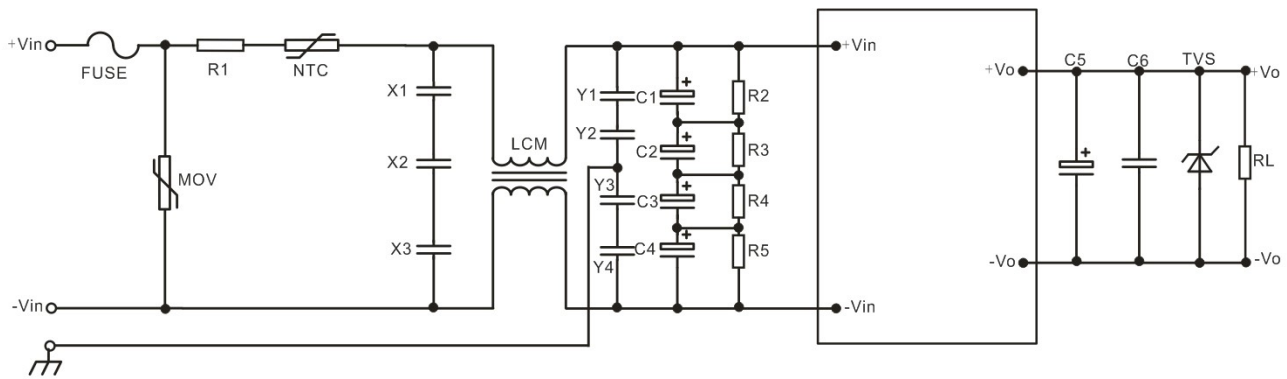 +Vin
FUSE
R1
NTC
MOV
X1
X2
X3
LCM
Y1
Y2
Y3
Y4
C1
C2
C3
C4
R2
R3
R4
R5
-Vin
+Vin
-Vin
+Vo
-Vo
C5
C6
TVS
+Vo
RL
-Vo